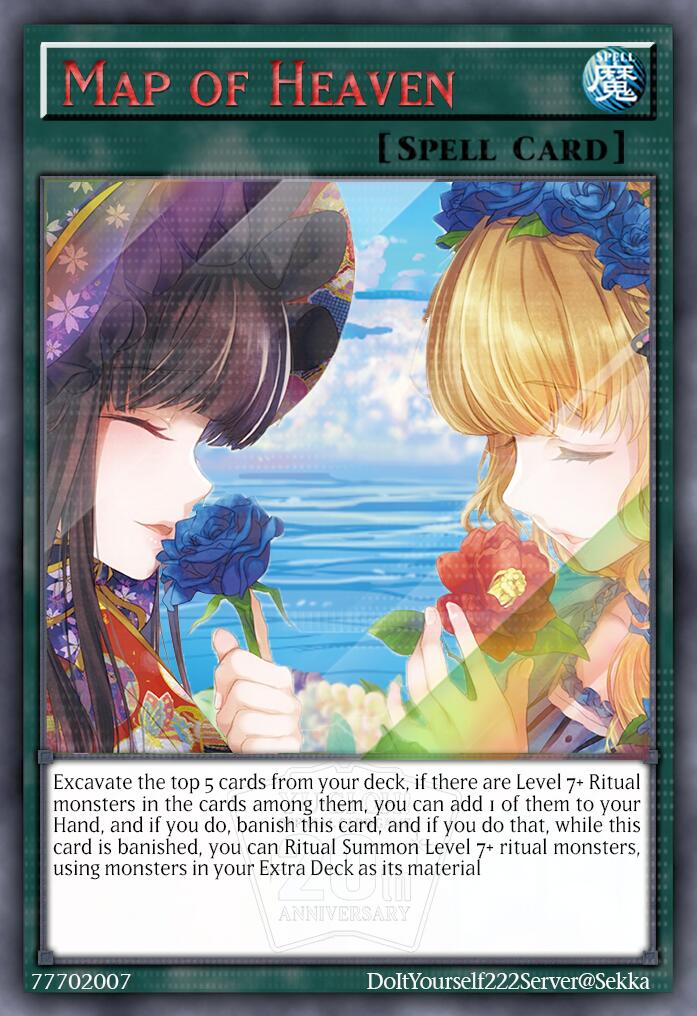 Map of Heaven
SPELL
魔
[Spell Card]
Excavate the top 5 cards from your deck, if there are Level 7+ Ritual
monsters in the cards among them, you can add 1 of them to your
Hand, and if you do, banish this card, and if you do that, while this
card is banished, you can Ritual Summon Level 7+ ritual monsters,
using monsters in your Extra Deck as its material
20th
ANNIVERSARY
77702007 DoItYourself222Server@Sekka